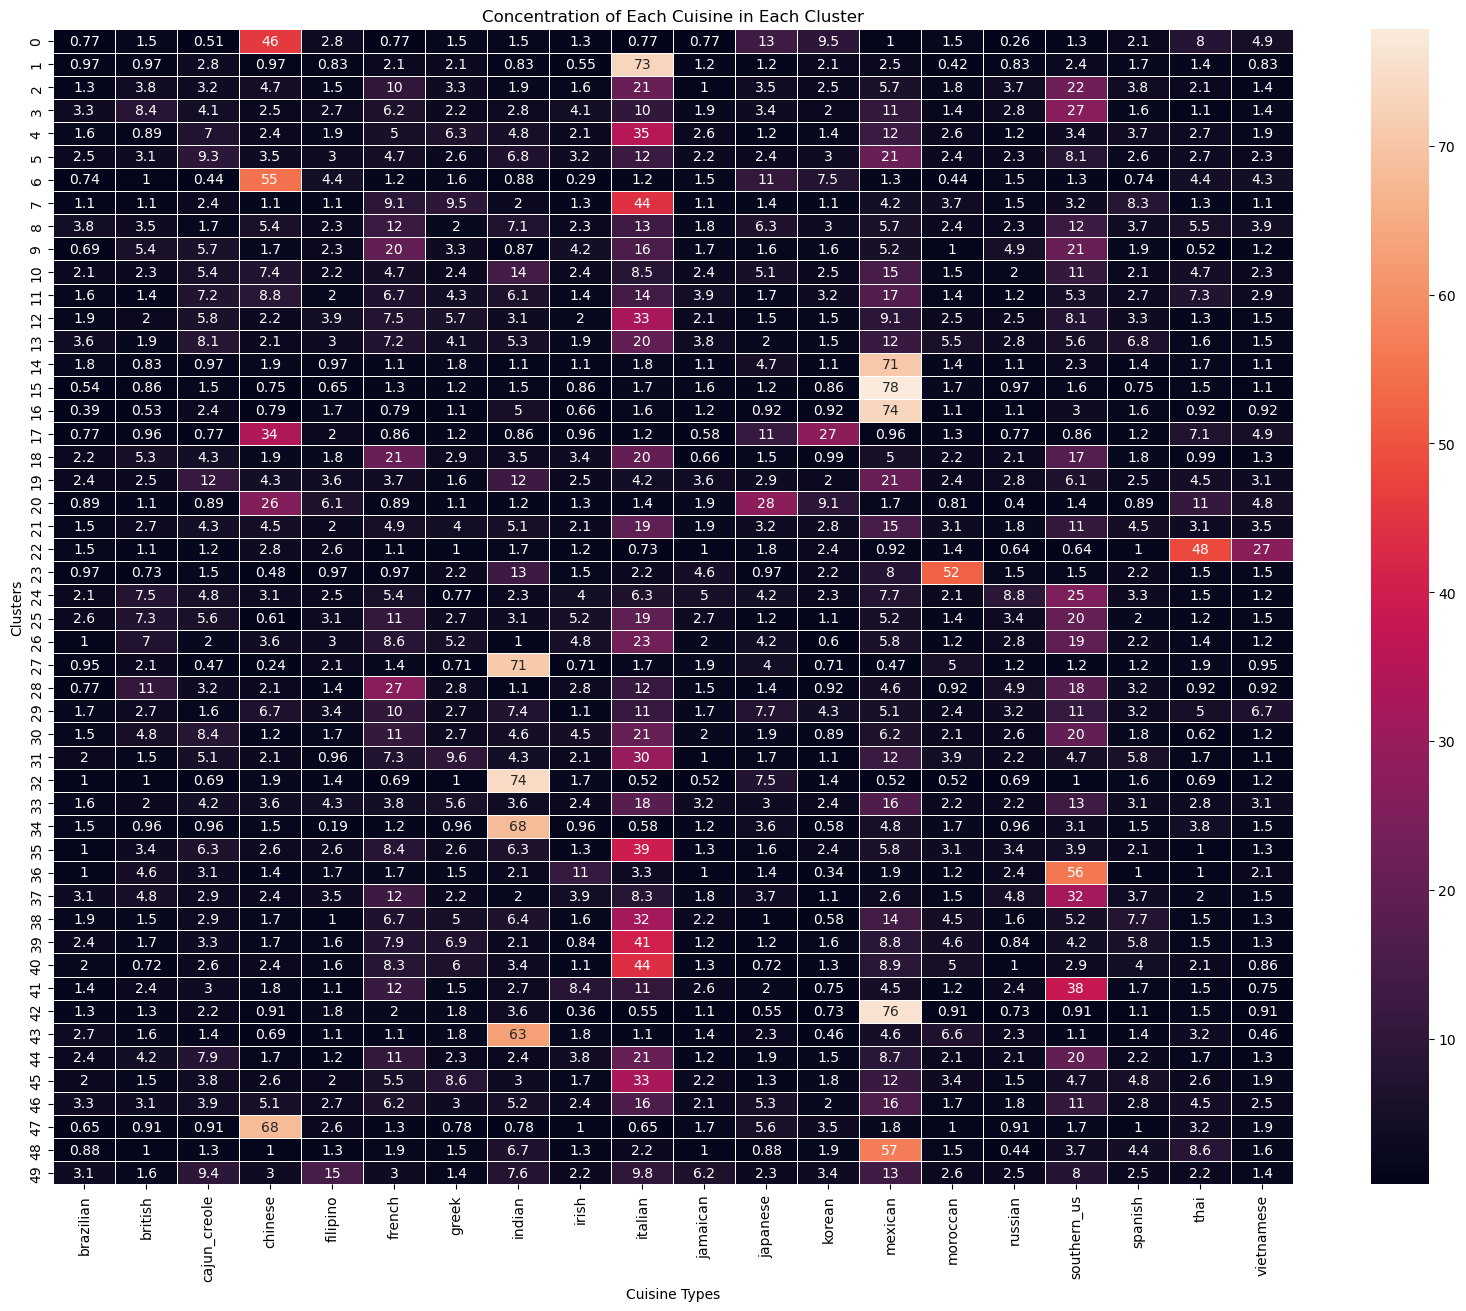 Concentration of Each Cuisine in Each Cluster
0 0.77 1.5 0.51 46 2.8 0.77 1.5 1.5 1.3 0.77 0.77 13 9.5 1 1.5 0.26 1.3 2.1 8 4.9
1 0.97 0.97 2.8 0.97 0.83 2.1 2.1 0.83 0.55 73 1.2 1.2 2.1 2.5 0.42 0.83 2.4 1.7 1.4 0.83
2 1.3 3.8 3.2 4.7 1.5 10 3.3 1.9 1.6 21 1 3.5 2.5 5.7 1.8 3.7 22 3.8 2.1 1.4
3 3.3 8.4 4.1 2.5 2.7 6.2 2.2 2.8 4.1 10 1.9 3.4 2 11 1.4 2.8 27 1.6 1.1 1.4
4 1.6 0.89 7 2.4 1.9 5 6.3 4.8 2.1 35 2.6 1.2 1.4 12 2.6 1.2 3.4 3.7 2.7 1.9
5 2.5 3.1 9.3 3.5 3 4.7 2.6 6.8 3.2 12 2.2 2.4 3 21 2.4 2.3 8.1 2.6 2.7 2.3
6 0.74 1 0.44 55 4.4 1.2 1.6 0.88 0.29 1.2 1.5 11 7.5 1.3 0.44 1.5 1.3 0.74 4.4 4.3
7 1.1 1.1 2.4 1.1 1.1 9.1 9.5 2 1.3 44 1.1 1.4 1.1 4.2 3.7 1.5 3.2 8.3 1.3 1.1
8 3.8 3.5 1.7 5.4 2.3 12 2 7.1 2.3 13 1.8 6.3 3 5.7 2.4 2.3 12 3.7 5.5 3.9
9 0.69 5.4 5.7 1.7 2.3 20 3.3 0.87 4.2 16 1.7 1.6 1.6 5.2 1 4.9 21 1.9 0.52 1.2
10 2.1 2.3 5.4 7.4 2.2 4.7 2.4 14 2.4 8.5 2.4 5.1 2.5 15 1.5 2 11 2.1 4.7 2.3
11 1.6 1.4 7.2 8.8 2 6.7 4.3 6.1 1.4 14 3.9 1.7 3.2 17 1.4 1.2 5.3 2.7 7.3 2.9
12 1.9 2 5.8 2.2 3.9 7.5 5.7 3.1 2 33 2.1 1.5 1.5 9.1 2.5 2.5 8.1 3.3 1.3 1.5
13 3.6 1.9 8.1 2.1 3 7.2 4.1 5.3 1.9 20 3.8 2 1.5 12 5.5 2.8 5.6 6.8 1.6 1.5
14 1.8 0.83 0.97 1.9 0.97 1.1 1.8 1.1 1.1 1.8 1.1 4.7 1.1 71 1.4 1.1 2.3 1.4 1.7 1.1
15 0.54 0.86 1.5 0.75 0.65 1.3 1.2 1.5 0.86 1.7 1.6 1.2 0.86 78 1.7 0.97 1.6 0.75 1.5 1.1
16 0.39 0.53 2.4 0.79 1.7 0.79 1.1 5 0.66 1.6 1.2 0.92 0.92 74 1.1 1.1 3 1.6 0.92 0.92
17 0.77 0.96 0.77 34 2 0.86 1.2 0.86 0.96 1.2 0.58 11 27 0.96 1.3 0.77 0.86 1.2 7.1 4.9
18 2.2 5.3 4.3 1.9 1.8 21 2.9 3.5 3.4 20 0.66 1.5 0.99 5 2.2 2.1 17 1.8 0.99 1.3
19 2.4 2.5 12 4.3 3.6 3.7 1.6 12 2.5 4.2 3.6 2.9 2 21 2.4 2.8 6.1 2.5 4.5 3.1
20 0.89 1.1 0.89 26 6.1 0.89 1.1 1.2 1.3 1.4 1.9 28 9.1 1.7 0.81 0.4 1.4 0.89 11 4.8
21 1.5 2.7 4.3 4.5 2 4.9 4 5.1 2.1 19 1.9 3.2 2.8 15 3.1 1.8 11 4.5 3.1 3.5
22 1.5 1.1 1.2 2.8 2.6 1.1 1 1.7 1.2 0.73 1 1.8 2.4 0.92 1.4 0.64 0.64 1 48 27
23 0.97 0.73 1.5 0.48 0.97 0.97 2.2 13 1.5 2.2 4.6 0.97 2.2 8 52 1.5 1.5 2.2 1.5 1.5
24 2.1 7.5 4.8 3.1 2.5 5.4 0.77 2.3 4 6.3 5 4.2 2.3 7.7 2.1 8.8 25 3.3 1.5 1.2
25 2.6 7.3 5.6 0.61 3.1 11 2.7 3.1 5.2 19 2.7 1.2 1.1 5.2 1.4 3.4 20 2 1.2 1.5
26 1 7 2 3.6 3 8.6 5.2 1 4.8 23 2 4.2 0.6 5.8 1.2 2.8 19 2.2 1.4 1.2
27 0.95 2.1 0.47 0.24 2.1 1.4 0.71 71 0.71 1.7 1.9 4 0.71 0.47 5 1.2 1.2 1.2 1.9 0.95
28 0.77 11 3.2 2.1 1.4 27 2.8 1.1 2.8 12 1.5 1.4 0.92 4.6 0.92 4.9 18 3.2 0.92 0.92
29 1.7 2.7 1.6 6.7 3.4 10 2.7 7.4 1.1 11 1.7 7.7 4.3 5.1 2.4 3.2 11 3.2 5 6.7
30 1.5 4.8 8.4 1.2 1.7 11 2.7 4.6 4.5 21 2 1.9 0.89 6.2 2.1 2.6 20 1.8 0.62 1.2
31 2 1.5 5.1 2.1 0.96 7.3 9.6 4.3 2.1 30 1 1.7 1.1 12 3.9 2.2 4.7 5.8 1.7 1.1
32 1 1 0.69 1.9 1.4 0.69 1 74 1.7 0.52 0.52 7.5 1.4 0.52 0.52 0.69 1 1.6 0.69 1.2
33 1.6 2 4.2 3.6 4.3 3.8 5.6 3.6 2.4 18 3.2 3 2.4 16 2.2 2.2 13 3.1 2.8 3.1
34 1.5 0.96 0.96 1.5 0.19 1.2 0.96 68 0.96 0.58 1.2 3.6 0.58 4.8 1.7 0.96 3.1 1.5 3.8 1.5
35 1 3.4 6.3 2.6 2.6 8.4 2.6 6.3 1.3 39 1.3 1.6 2.4 5.8 3.1 3.4 3.9 2.1 1 1.3
36 1 4.6 3.1 1.4 1.7 1.7 1.5 2.1 11 3.3 1 1.4 0.34 1.9 1.2 2.4 56 1 1 2.1
37 3.1 4.8 2.9 2.4 3.5 12 2.2 2 3.9 8.3 1.8 3.7 1.1 2.6 1.5 4.8 32 3.7 2 1.5
38 1.9 1.5 2.9 1.7 1 6.7 5 6.4 1.6 32 2.2 1 0.58 14 4.5 1.6 5.2 7.7 1.5 1.3
39 2.4 1.7 3.3 1.7 1.6 7.9 6.9 2.1 0.84 41 1.2 1.2 1.6 8.8 4.6 0.84 4.2 5.8 1.5 1.3
40 2 0.72 2.6 2.4 1.6 8.3 6 3.4 1.1 44 1.3 0.72 1.3 8.9 5 1 2.9 4 2.1 0.86
41 1.4 2.4 3 1.8 1.1 12 1.5 2.7 8.4 11 2.6 2 0.75 4.5 1.2 2.4 38 1.7 1.5 0.75
42 1.3 1.3 2.2 0.91 1.8 2 1.8 3.6 0.36 0.55 1.1 0.55 0.73 76 0.91 0.73 0.91 1.1 1.5 0.91
43 2.7 1.6 1.4 0.69 1.1 1.1 1.8 63 1.8 1.1 1.4 2.3 0.46 4.6 6.6 2.3 1.1 1.4 3.2 0.46
44 2.4 4.2 7.9 1.7 1.2 11 2.3 2.4 3.8 21 1.2 1.9 1.5 8.7 2.1 2.1 20 2.2 1.7 1.3
45 2 1.5 3.8 2.6 2 5.5 8.6 3 1.7 33 2.2 1.3 1.8 12 3.4 1.5 4.7 4.8 2.6 1.9
46 3.3 3.1 3.9 5.1 2.7 6.2 3 5.2 2.4 16 2.1 5.3 2 16 1.7 1.8 11 2.8 4.5 2.5
47 0.65 0.91 0.91 68 2.6 1.3 0.78 0.78 1 0.65 1.7 5.6 3.5 1.8 1 0.91 1.7 1 3.2 1.9
48 0.88 1 1.3 1 1.3 1.9 1.5 6.7 1.3 2.2 1 0.88 1.9 57 1.5 0.44 3.7 4.4 8.6 1.6
49 3.1 1.6 9.4 3 15 3 1.4 7.6 2.2 9.8 6.2 2.3 3.4 13 2.6 2.5 8 2.5 2.2 1.4
Clusters
brazilian british cajun_creole chinese filipino french greek indian irish italian jamaican japanese korean mexican moroccan russian southern_us spanish thai vietnamese
Cuisine Types
70
60
50
40
30
20
10